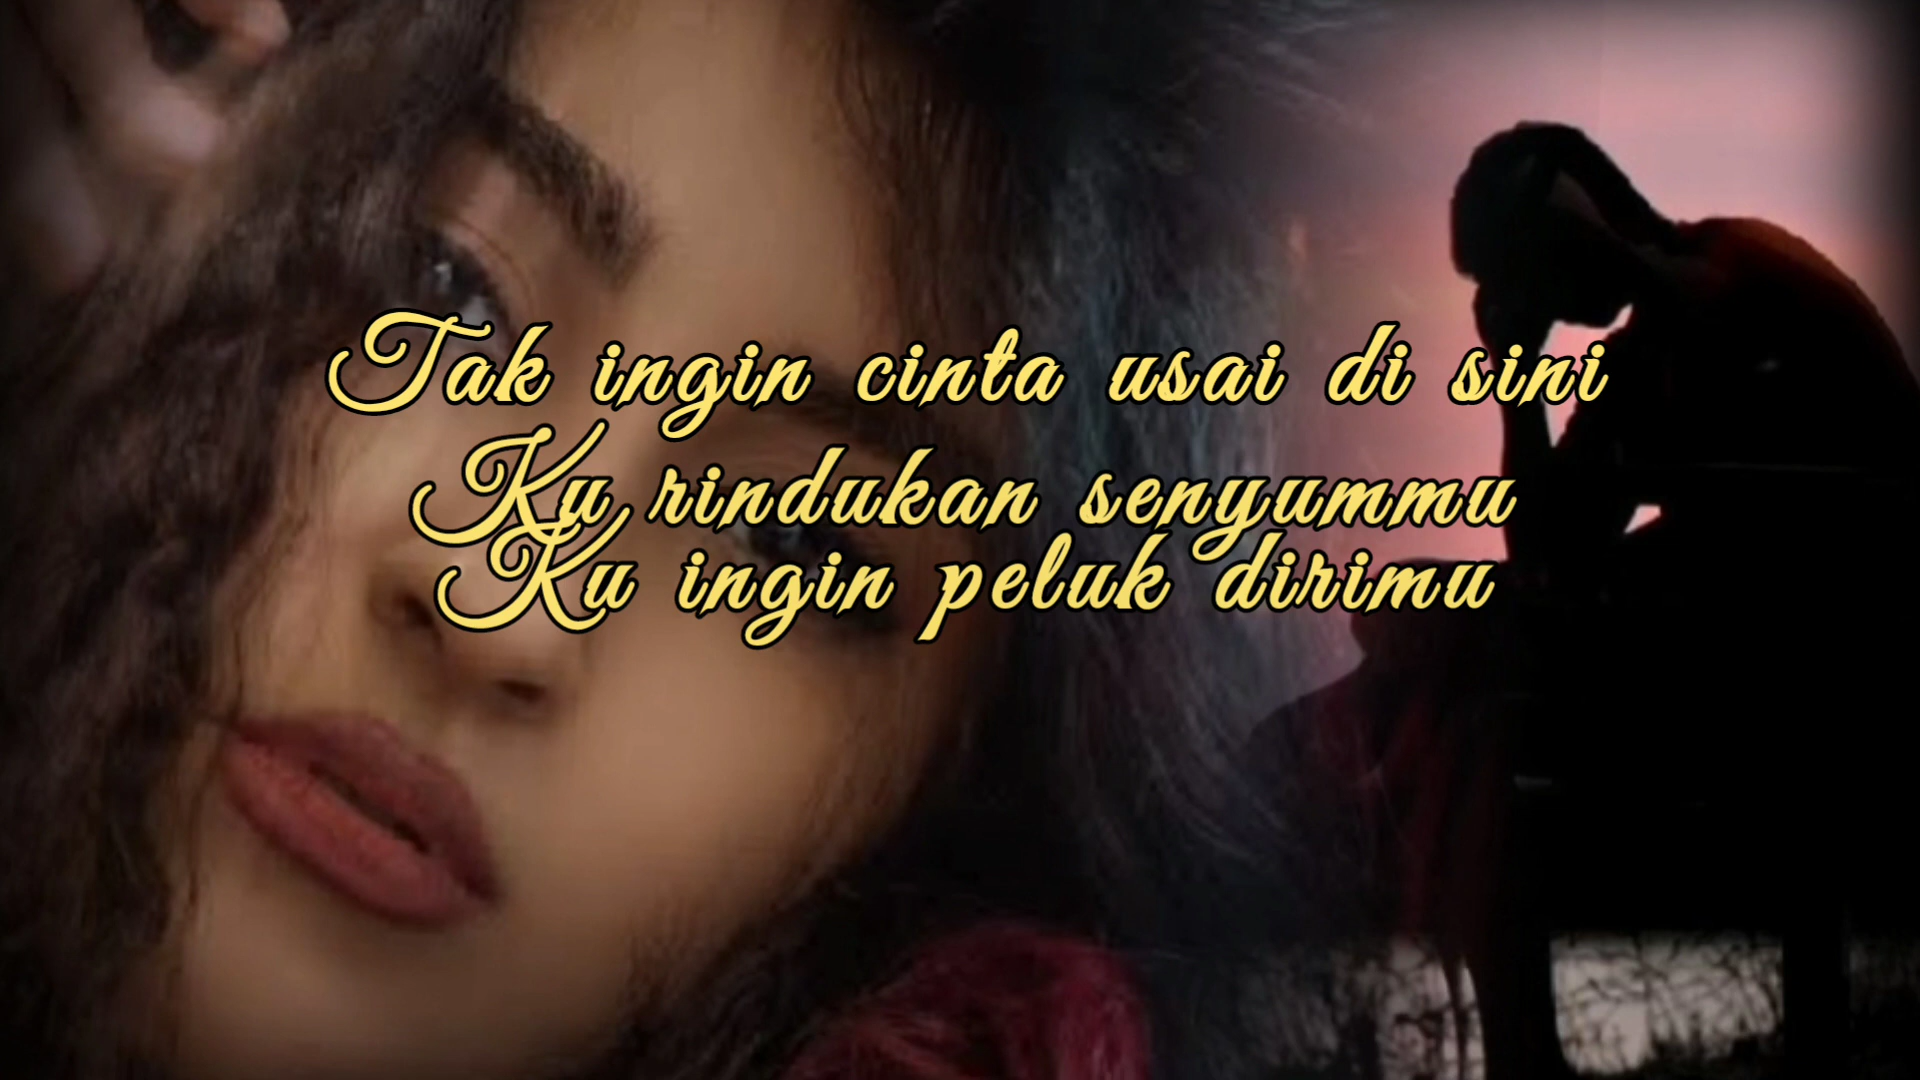 Tak ingin cinta usai di sini
Ku rindukan senyummu
Ku ingin peluk dirimu